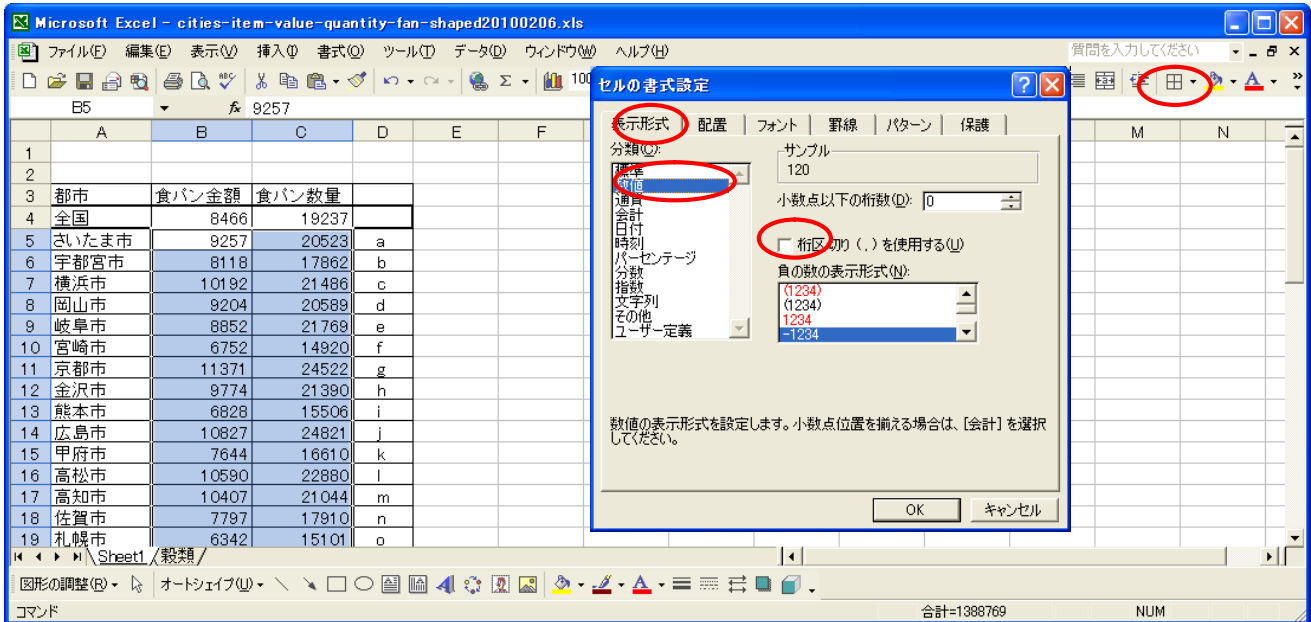 Microsoft Excel - cities-item-value-quantity-fan-shaped20100206.xls
ファイル(F) 編集(E) 表示(V) 挿入(I) 書式(O) ツール(T) データ(D) ウィンドウ(W) ヘルプ(H) 質問を入力してください
100
B5 fx 9257
A B C D E F M N
1
2
3 都市 食パン金額 食パン数量
4 全国 8466 19237
5 さいたま市 9257 20523 a
6 宇都宮市 8118 17862 b
7 横浜市 10192 21486 c
8 岡山市 9204 20589 d
9 岐阜市 8852 21769 e
10 宮崎市 6752 14920 f
11 京都市 11371 24522 g
12 金沢市 9774 21390 h
13 熊本市 6828 15506 i
14 広島市 10827 24821 j
15 甲府市 7644 16610 k
16 高松市 10590 22880 l
17 高知市 10407 21044 m
18 佐賀市 7797 17910 n
19 札幌市 6342 15101 o
Sheet1 穀類
セルの書式設定
表示形式 配置 フォント 罫線 パターン 保護
分類(C):
標準
数値
通貨
会計
日付
時刻
パーセンテージ
分数
指数
文字列
その他
ユーザー定義
サンプル
120
小数点以下の桁数(D): 0
桁区切り(,)を使用する(U)
負の数の表示形式(N):
(1234)
(1234)
1234
-1234
数値の表示形式を設定します。小数点位置を揃える場合は、[会計] を選択
してください。
OK キャンセル
図形の調整(R) オートシェイプ(U)
コマンド 合計=1388769 NUM